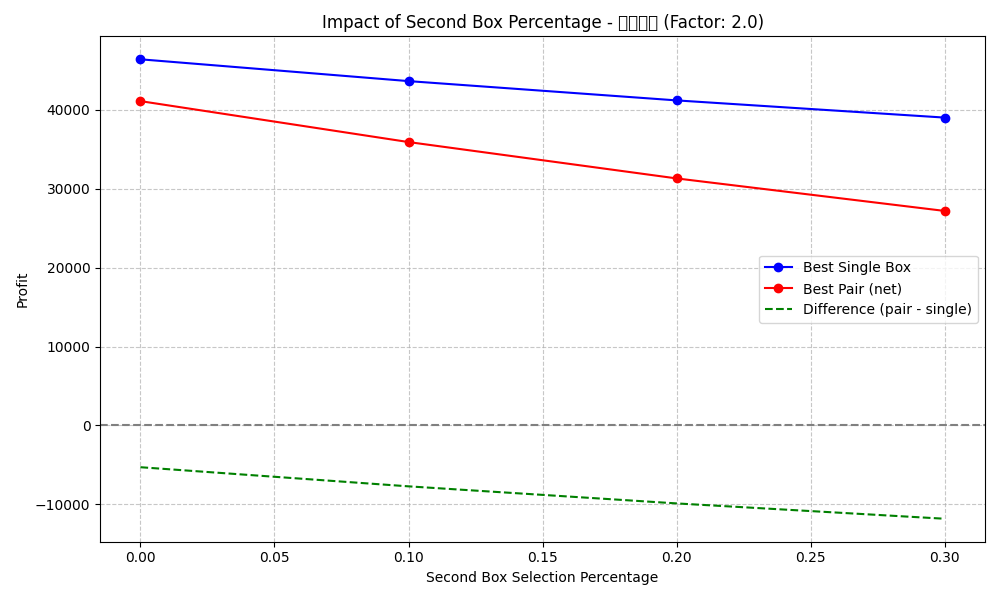 Impact of Second Box Percentage - (Factor: 2.0)
40000
30000
20000
10000
0
−10000
Profit
Best Single Box
Best Pair (net)
Difference (pair - single)
0.00 0.05 0.10 0.15 0.20 0.25 0.30
Second Box Selection Percentage